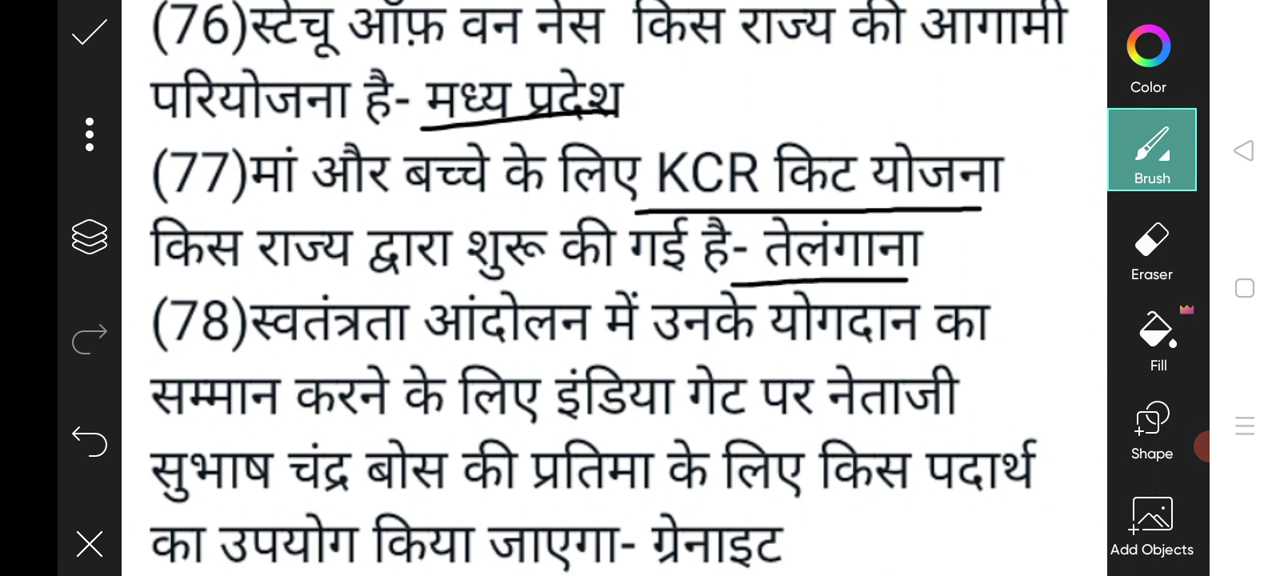 (76)स्टेचू ऑफ़ वन नेस किस राज्य की आगामी
परियोजना है- मध्य प्रदेश
(77)मां और बच्चे के लिए KCR किट योजना
किस राज्य द्वारा शुरू की गई है- तेलंगाना
(78)स्वतंत्रता आंदोलन में उनके योगदान का
सम्मान करने के लिए इंडिया गेट पर नेताजी
सुभाष चंद्र बोस की प्रतिमा के लिए किस पदार्थ
का उपयोग किया जाएगा- ग्रेनाइट
Color
Brush
Eraser
Fill
Shape
Add Objects